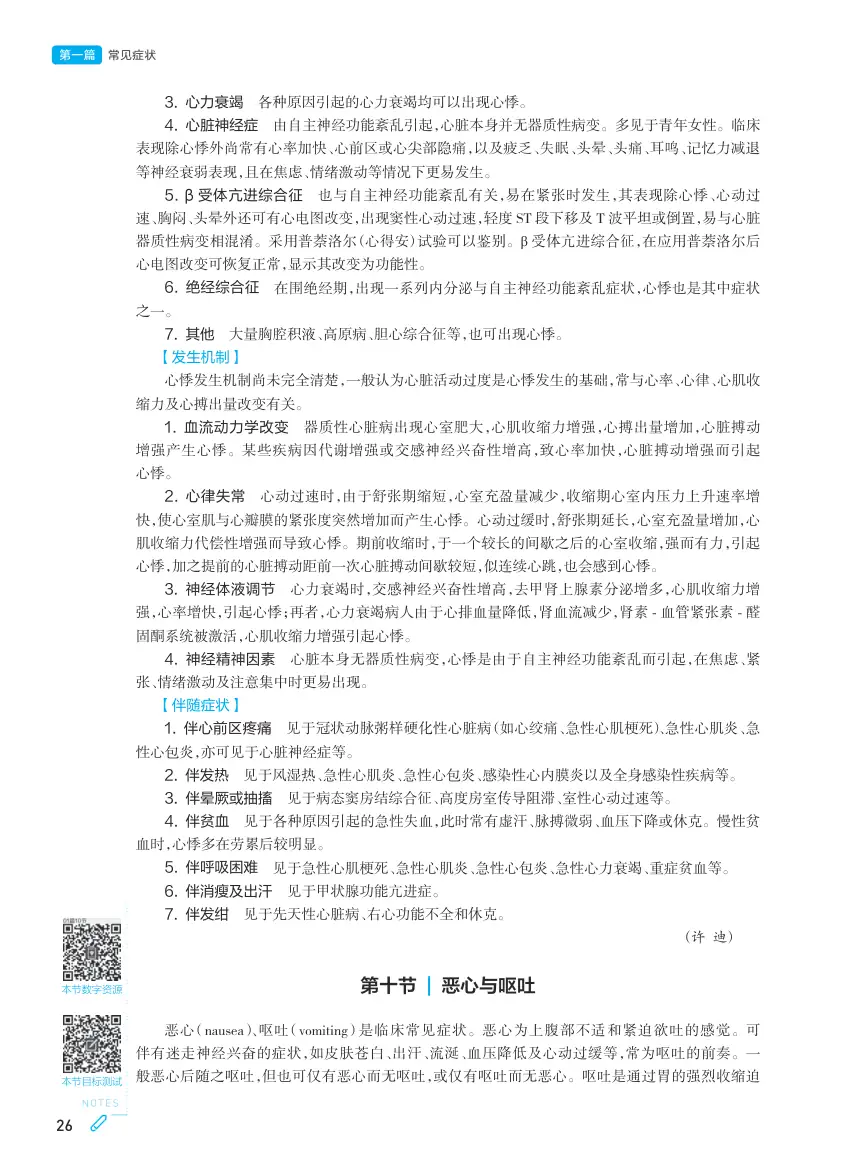 第一篇 常见症状
3. 心力衰竭 各种原因引起的心力衰竭均可以出现心悸。
4. 心脏神经症 由自主神经功能紊乱引起,心脏本身并无器质性病变。多见于青年女性。临床
表现除心悸外尚常有心率加快、心前区或心尖部隐痛,以及疲乏、失眠、头晕、头痛、耳鸣、记忆力减退
等神经衰弱表现,且在焦虑、情绪激动等情况下更易发生。
5. β 受体亢进综合征 也与自主神经功能紊乱有关,易在紧张时发生,其表现除心悸、心动过
速、胸闷、头晕外还可有心电图改变,出现窦性心动过速,轻度 ST 段下移及 T 波平坦或倒置,易与心脏
器质性病变相混淆。采用普萘洛尔(心得安)试验可以鉴别。β 受体亢进综合征,在应用普萘洛尔后
心电图改变可恢复正常,显示其改变为功能性。
6. 绝经综合征 在围绝经期,出现一系列内分泌与自主神经功能紊乱症状,心悸也是其中症状
之一。
7. 其他 大量胸腔积液、高原病、胆心综合征等,也可出现心悸。
【发生机制】
心悸发生机制尚未完全清楚,一般认为心脏活动过度是心悸发生的基础,常与心率、心律、心肌收
缩力及心搏出量改变有关。
1. 血流动力学改变 器质性心脏病出现心室肥大,心肌收缩力增强,心搏出量增加,心脏搏动
增强产生心悸。某些疾病因代谢增强或交感神经兴奋性增高,致心率加快,心脏搏动增强而引起
心悸。
2. 心律失常 心动过速时,由于舒张期缩短,心室充盈量减少,收缩期心室内压力上升速率增
快,使心室肌与心瓣膜的紧张度突然增加而产生心悸。心动过缓时,舒张期延长,心室充盈量增加,心
肌收缩力代偿性增强而导致心悸。期前收缩时,于一个较长的间歇之后的心室收缩,强而有力,引起
心悸,加之提前的心脏搏动距前一次心脏搏动间歇较短,似连续心跳,也会感到心悸。
3. 神经体液调节 心力衰竭时,交感神经兴奋性增高,去甲肾上腺素分泌增多,心肌收缩力增
强,心率增快,引起心悸;再者,心力衰竭病人由于心排血量降低,肾血流减少,肾素 - 血管紧张素 - 醛
固酮系统被激活,心肌收缩力增强引起心悸。
4. 神经精神因素 心脏本身无器质性病变,心悸是由于自主神经功能紊乱而引起,在焦虑、紧
张、情绪激动及注意集中时更易出现。
【伴随症状】
1. 伴心前区疼痛 见于冠状动脉粥样硬化性心脏病(如心绞痛、急性心肌梗死)、急性心肌炎、急
性心包炎,亦可见于心脏神经症等。
2. 伴发热 见于风湿热、急性心肌炎、急性心包炎、感染性心内膜炎以及全身感染性疾病等。
3. 伴晕厥或抽搐 见于病态窦房结综合征、高度房室传导阻滞、室性心动过速等。
4. 伴贫血 见于各种原因引起的急性失血,此时常有虚汗、脉搏微弱、血压下降或休克。慢性贫
血时,心悸多在劳累后较明显。
5. 伴呼吸困难 见于急性心肌梗死、急性心肌炎、急性心包炎、急性心力衰竭、重症贫血等。
6. 伴消瘦及出汗 见于甲状腺功能亢进症。
7. 伴发绀 见于先天性心脏病、右心功能不全和休克。
(许 迪)
01篇10节
本节数字资源
第十节 | 恶心与呕吐
恶心(nausea)、呕吐(vomiting)是临床常见症状。恶心为上腹部不适和紧迫欲吐的感觉。可
伴有迷走神经兴奋的症状,如皮肤苍白、出汗、流涎、血压降低及心动过缓等,常为呕吐的前奏。一
般恶心后随之呕吐,但也可仅有恶心而无呕吐,或仅有呕吐而无恶心。呕吐是通过胃的强烈收缩迫
本节目标测试
NOTES
26